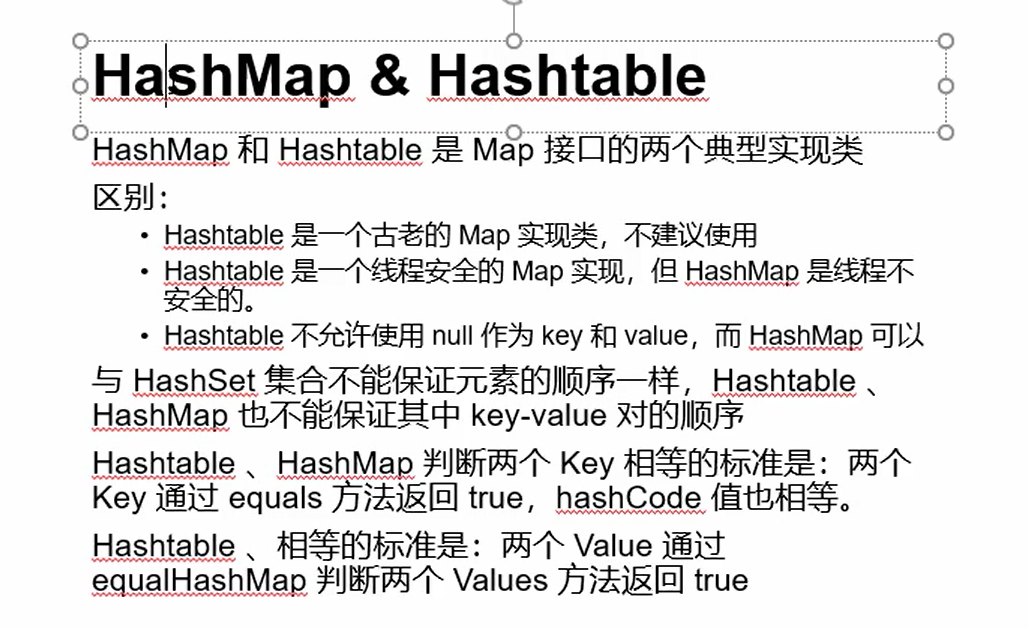 HashMap & Hashtable
HashMap 和 Hashtable 是 Map 接口的两个典型实现类
区别：
• Hashtable 是一个古老的 Map 实现类，不建议使用
• Hashtable 是一个线程安全的 Map 实现，但 HashMap 是线程不
安全的。
• Hashtable 不允许使用 null 作为 key 和 value，而 HashMap 可以
与 HashSet 集合不能保证元素的顺序一样，Hashtable 、
HashMap 也不能保证其中 key-value 对的顺序
Hashtable 、HashMap 判断两个 Key 相等的标准是：两个
Key 通过 equals 方法返回 true，hashCode 值也相等。
Hashtable 、相等的标准是：两个 Value 通过
equalHashMap 判断两个 Values 方法返回 true